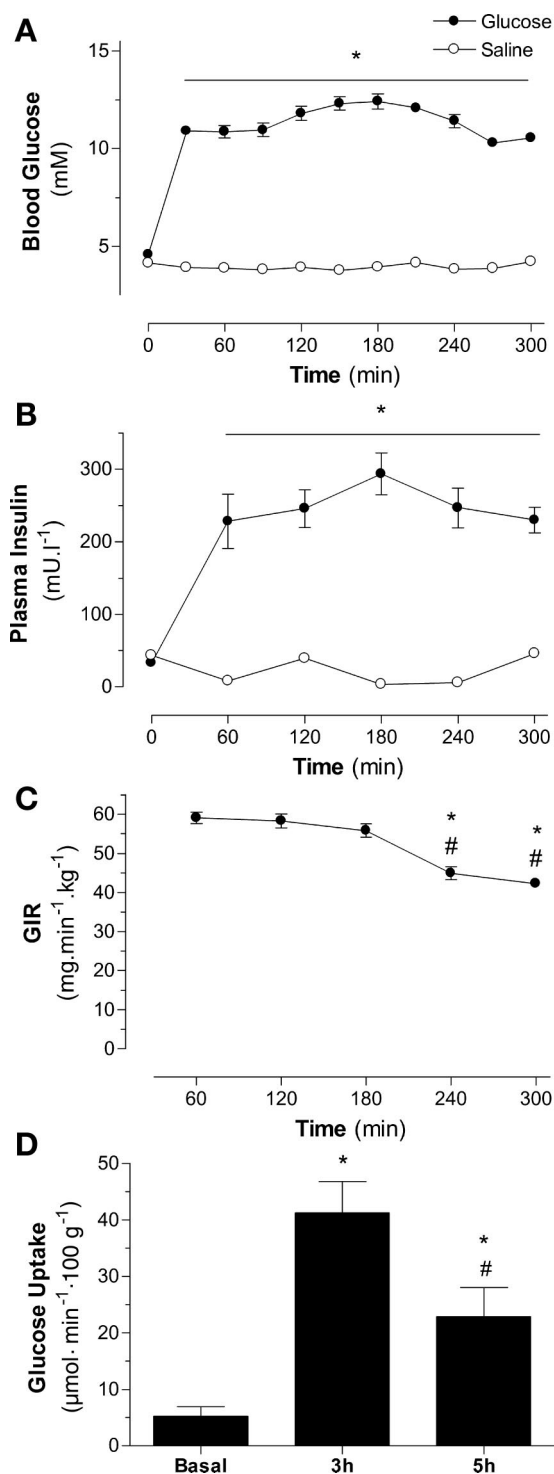 A
Glucose
Saline
*
15
10
5
Blood Glucose
(mM)
0 60 120 180 240 300
Time (min)
B
*
300
200
100
0
Plasma Insulin
(mU.l⁻¹)
0 60 120 180 240 300
Time (min)
C
60
50
40
30
20
10
0
GIR
(mg.min⁻¹.kg⁻¹)
*
#
*
#
60 120 180 240 300
Time (min)
D
50
40
30
20
10
0
Glucose Uptake
(µmol· min⁻¹·100 g⁻¹)
*
*
#
Basal 3h 5h